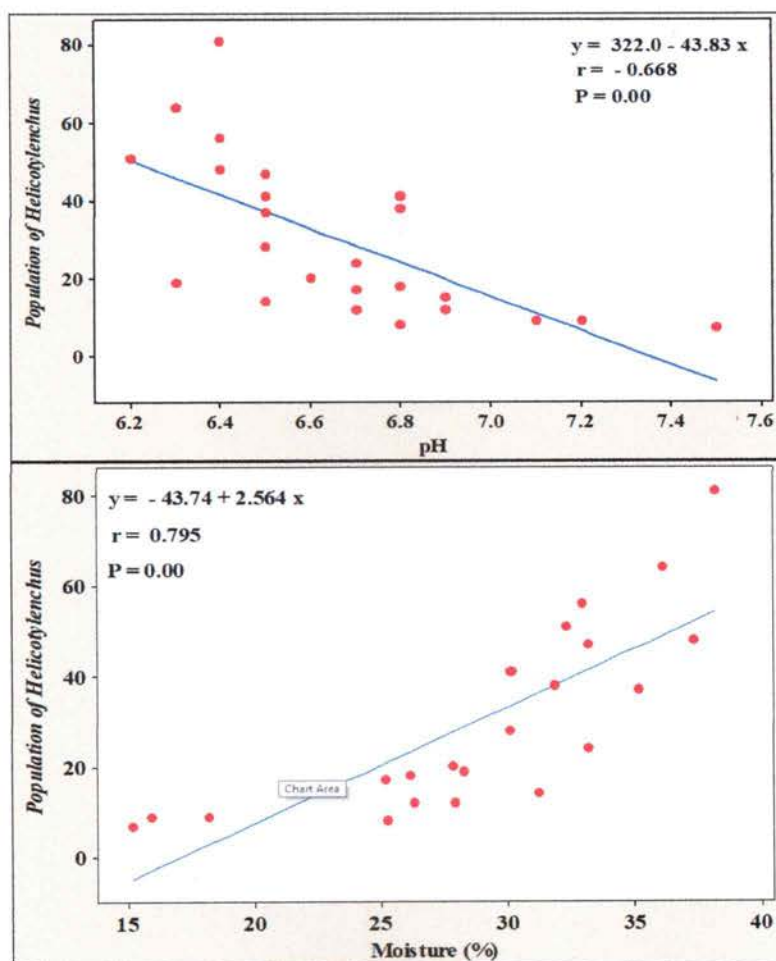 80
60
40
20
0
Population of Helicotylenchus
y = 322.0 - 43.83 x
r = - 0.668
P = 0.00
6.2 6.4 6.6 6.8 7.0 7.2 7.4 7.6
pH
80
60
40
20
0
Population of Helicotylenchus
y = - 43.74 + 2.564 x
r = 0.795
P = 0.00
Chart Area
15 20 25 30 35 40
Moisture (%)